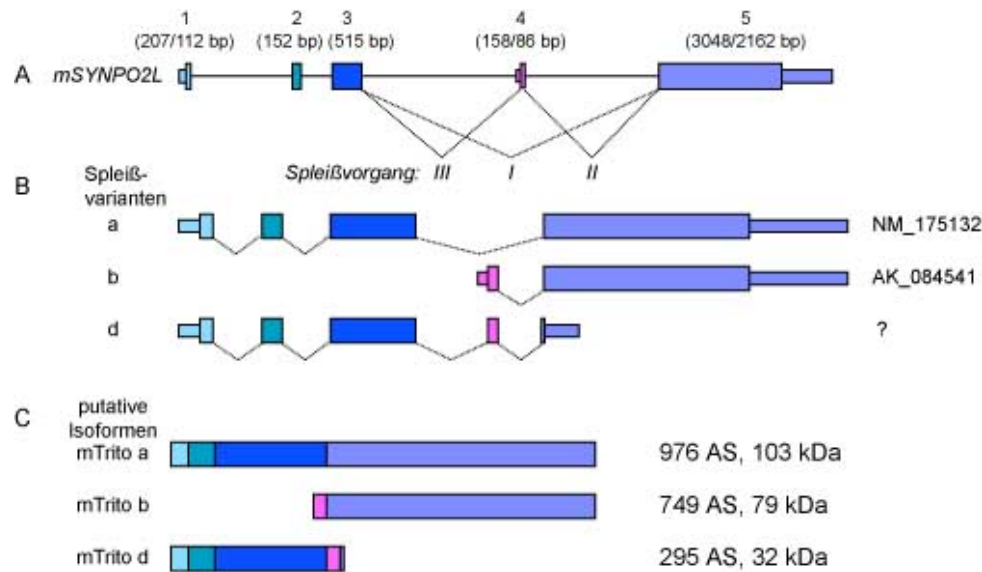 1 2 3 4 5
(207/112 bp) (152 bp) (515 bp) (158/86 bp) (3048/2162 bp)
A mSYNPO2L
Spleißvorgang: III I II
B Spleiß-
varianten
a NM_175132
b AK_084541
d ?
C putative
Isoformen
mTrito a 976 AS, 103 kDa
mTrito b 749 AS, 79 kDa
mTrito d 295 AS, 32 kDa